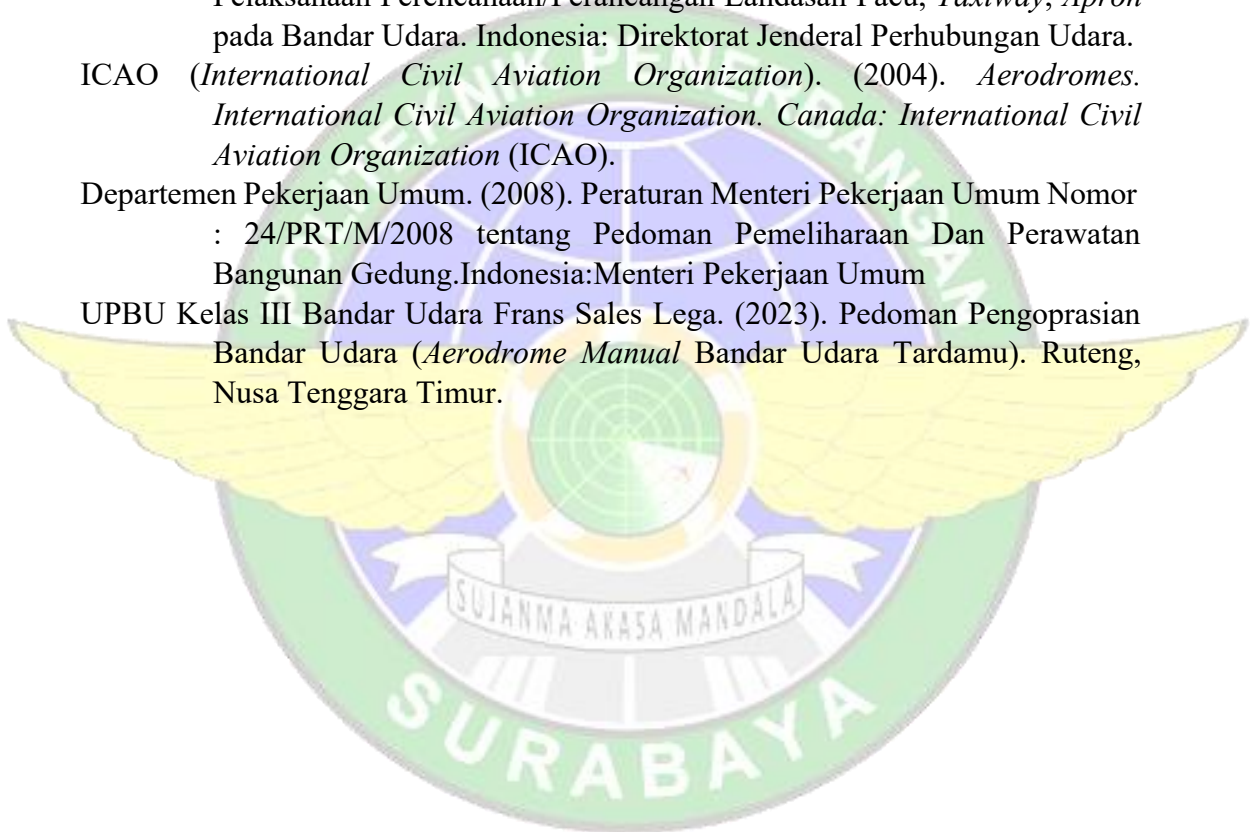 Pelaksanaan Perencanaan/Perancangan Landasan Pacu, Taxiway, Apron
pada Bandar Udara. Indonesia: Direktorat Jenderal Perhubungan Udara.
ICAO (International Civil Aviation Organization). (2004). Aerodromes.
International Civil Aviation Organization. Canada: International Civil
Aviation Organization (ICAO).
Departemen Pekerjaan Umum. (2008). Peraturan Menteri Pekerjaan Umum Nomor
: 24/PRT/M/2008 tentang Pedoman Pemeliharaan Dan Perawatan
Bangunan Gedung.Indonesia:Menteri Pekerjaan Umum
UPBU Kelas III Bandar Udara Frans Sales Lega. (2023). Pedoman Pengoprasian
Bandar Udara (Aerodrome Manual Bandar Udara Tardamu). Ruteng,
Nusa Tenggara Timur.
POLITEKNIK PENERBANGAN
SUJANMA AKASA MANDALA
SURABAYA